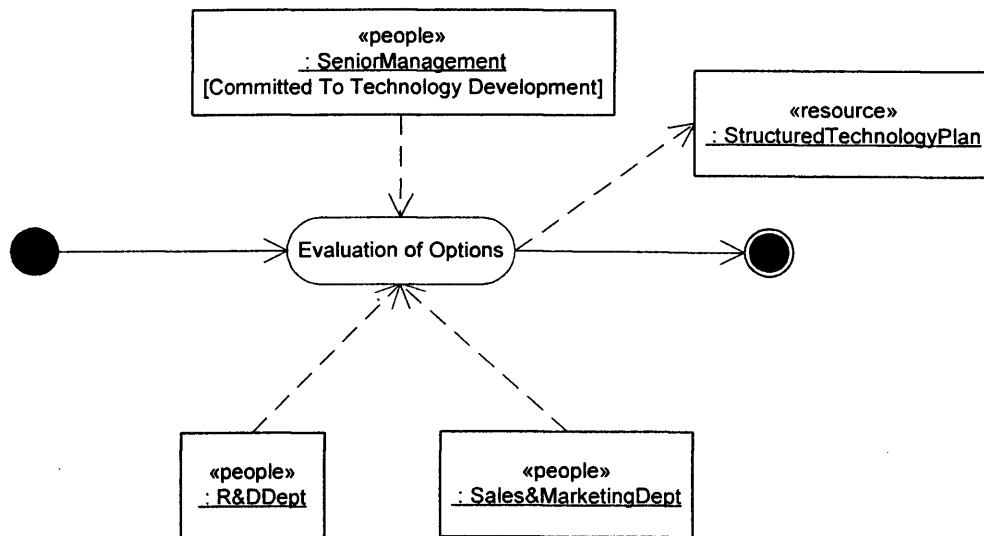 «people»
: SeniorManagement
[Committed To Technology Development]
«resource»
: StructuredTechnologyPlan
Evaluation of Options
«people»
: R&DDept
«people»
: Sales&MarketingDept